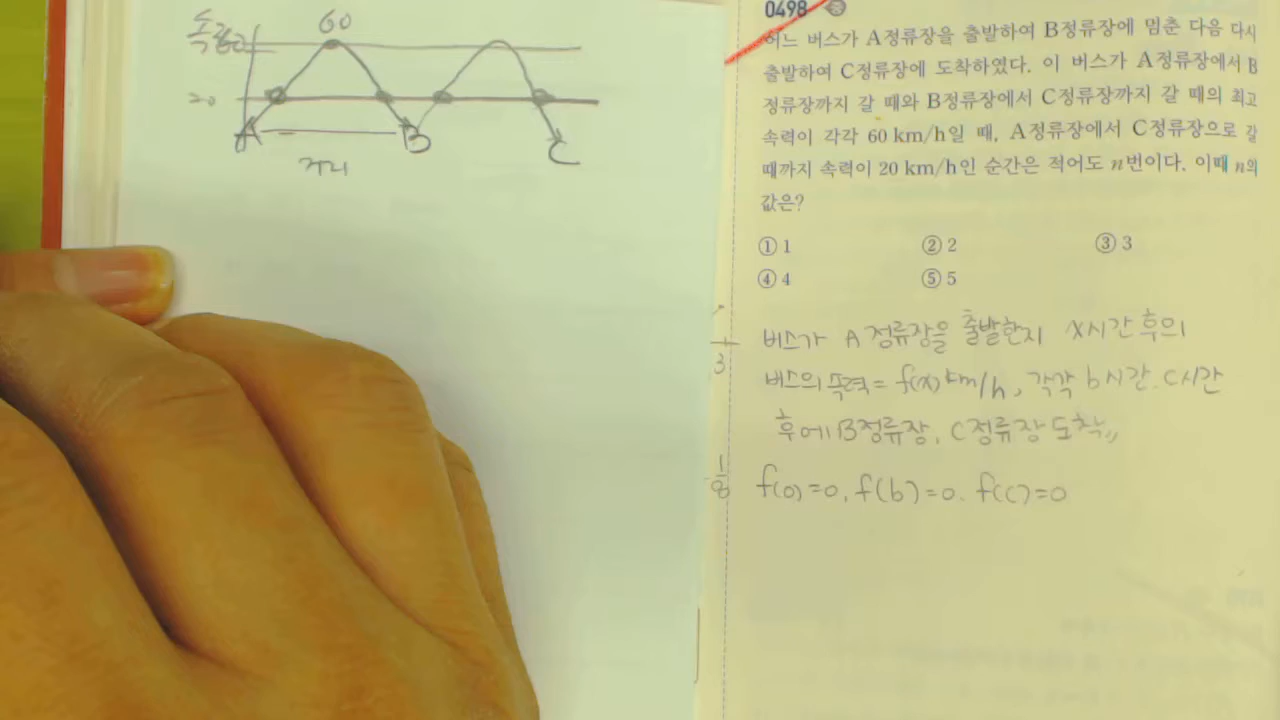 속력
60
60
20
A
B
C
거리
0498
어느 버스가 A정류장을 출발하여 B정류장에 멈춘 다음 다시
출발하여 C정류장에 도착하였다. 이 버스가 A정류장에서 B
정류장까지 갈 때와 B정류장에서 C정류장까지 갈 때의 최고
속력이 각각 60 km/h일 때, A정류장에서 C정류장으로 갈
때까지 속력이 20 km/h인 순간은 적어도 n번이다. 이때 n의
값은?
① 1 ② 2 ③ 3
④ 4 ⑤ 5
버스가 A정류장을 출발한지 x시간 후의
버스의 속력= f(x) km/h, 각각 b시간. c시간
후에 B정류장, C정류장 도착,,
f(0)=0, f(b)=0. f(c)=0
3
1
8